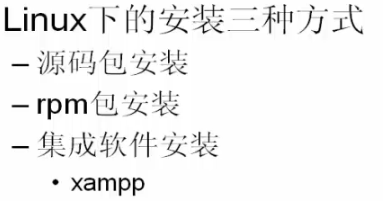 Linux下的安装三种方式
– 源码包安装
– rpm包安装
– 集成软件安装
• xampp